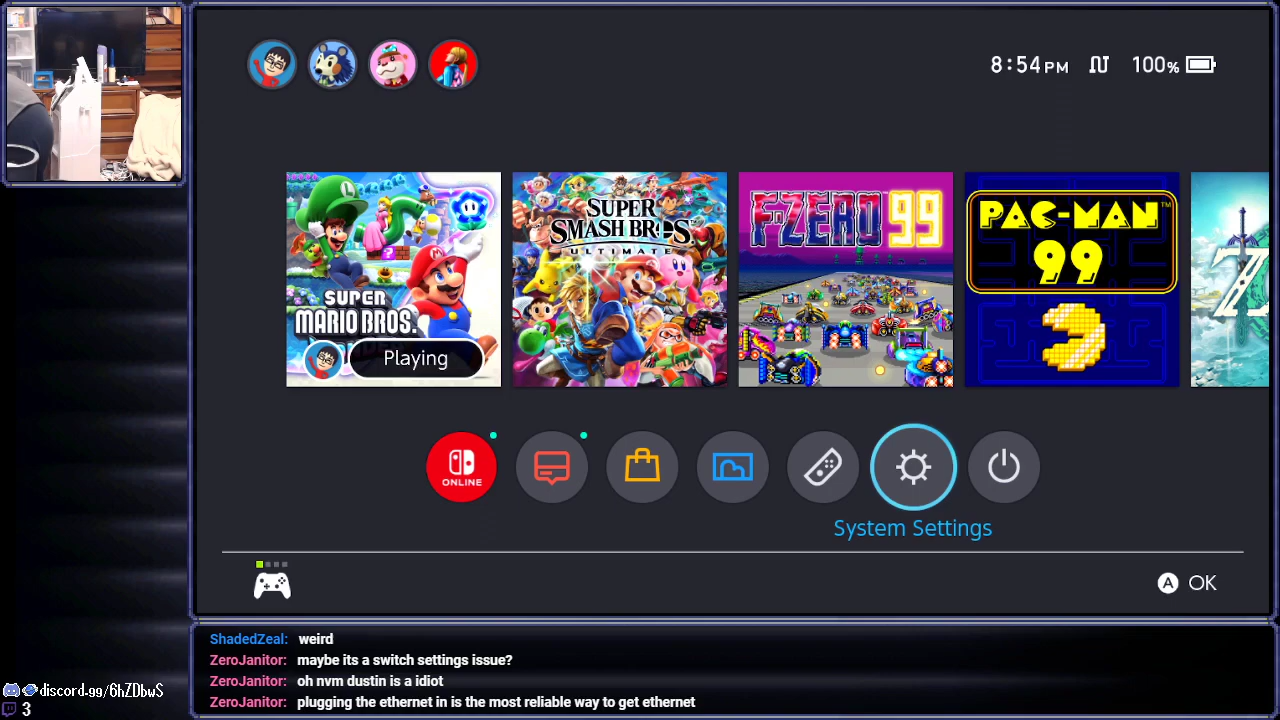 8:54 PM 100%
SUPER
MARIO BROS.
Playing
SUPER
SMASH BROS.
ULTIMATE
F-ZERO 99
PAC-MAN™
99
Z
ONLINE
System Settings
A OK
ShadedZeal: weird
ZeroJanitor: maybe its a switch settings issue?
ZeroJanitor: oh nvm dustin is a idiot
ZeroJanitor: plugging the ethernet in is the most reliable way to get ethernet
discord.gg/6hZDbwS
3